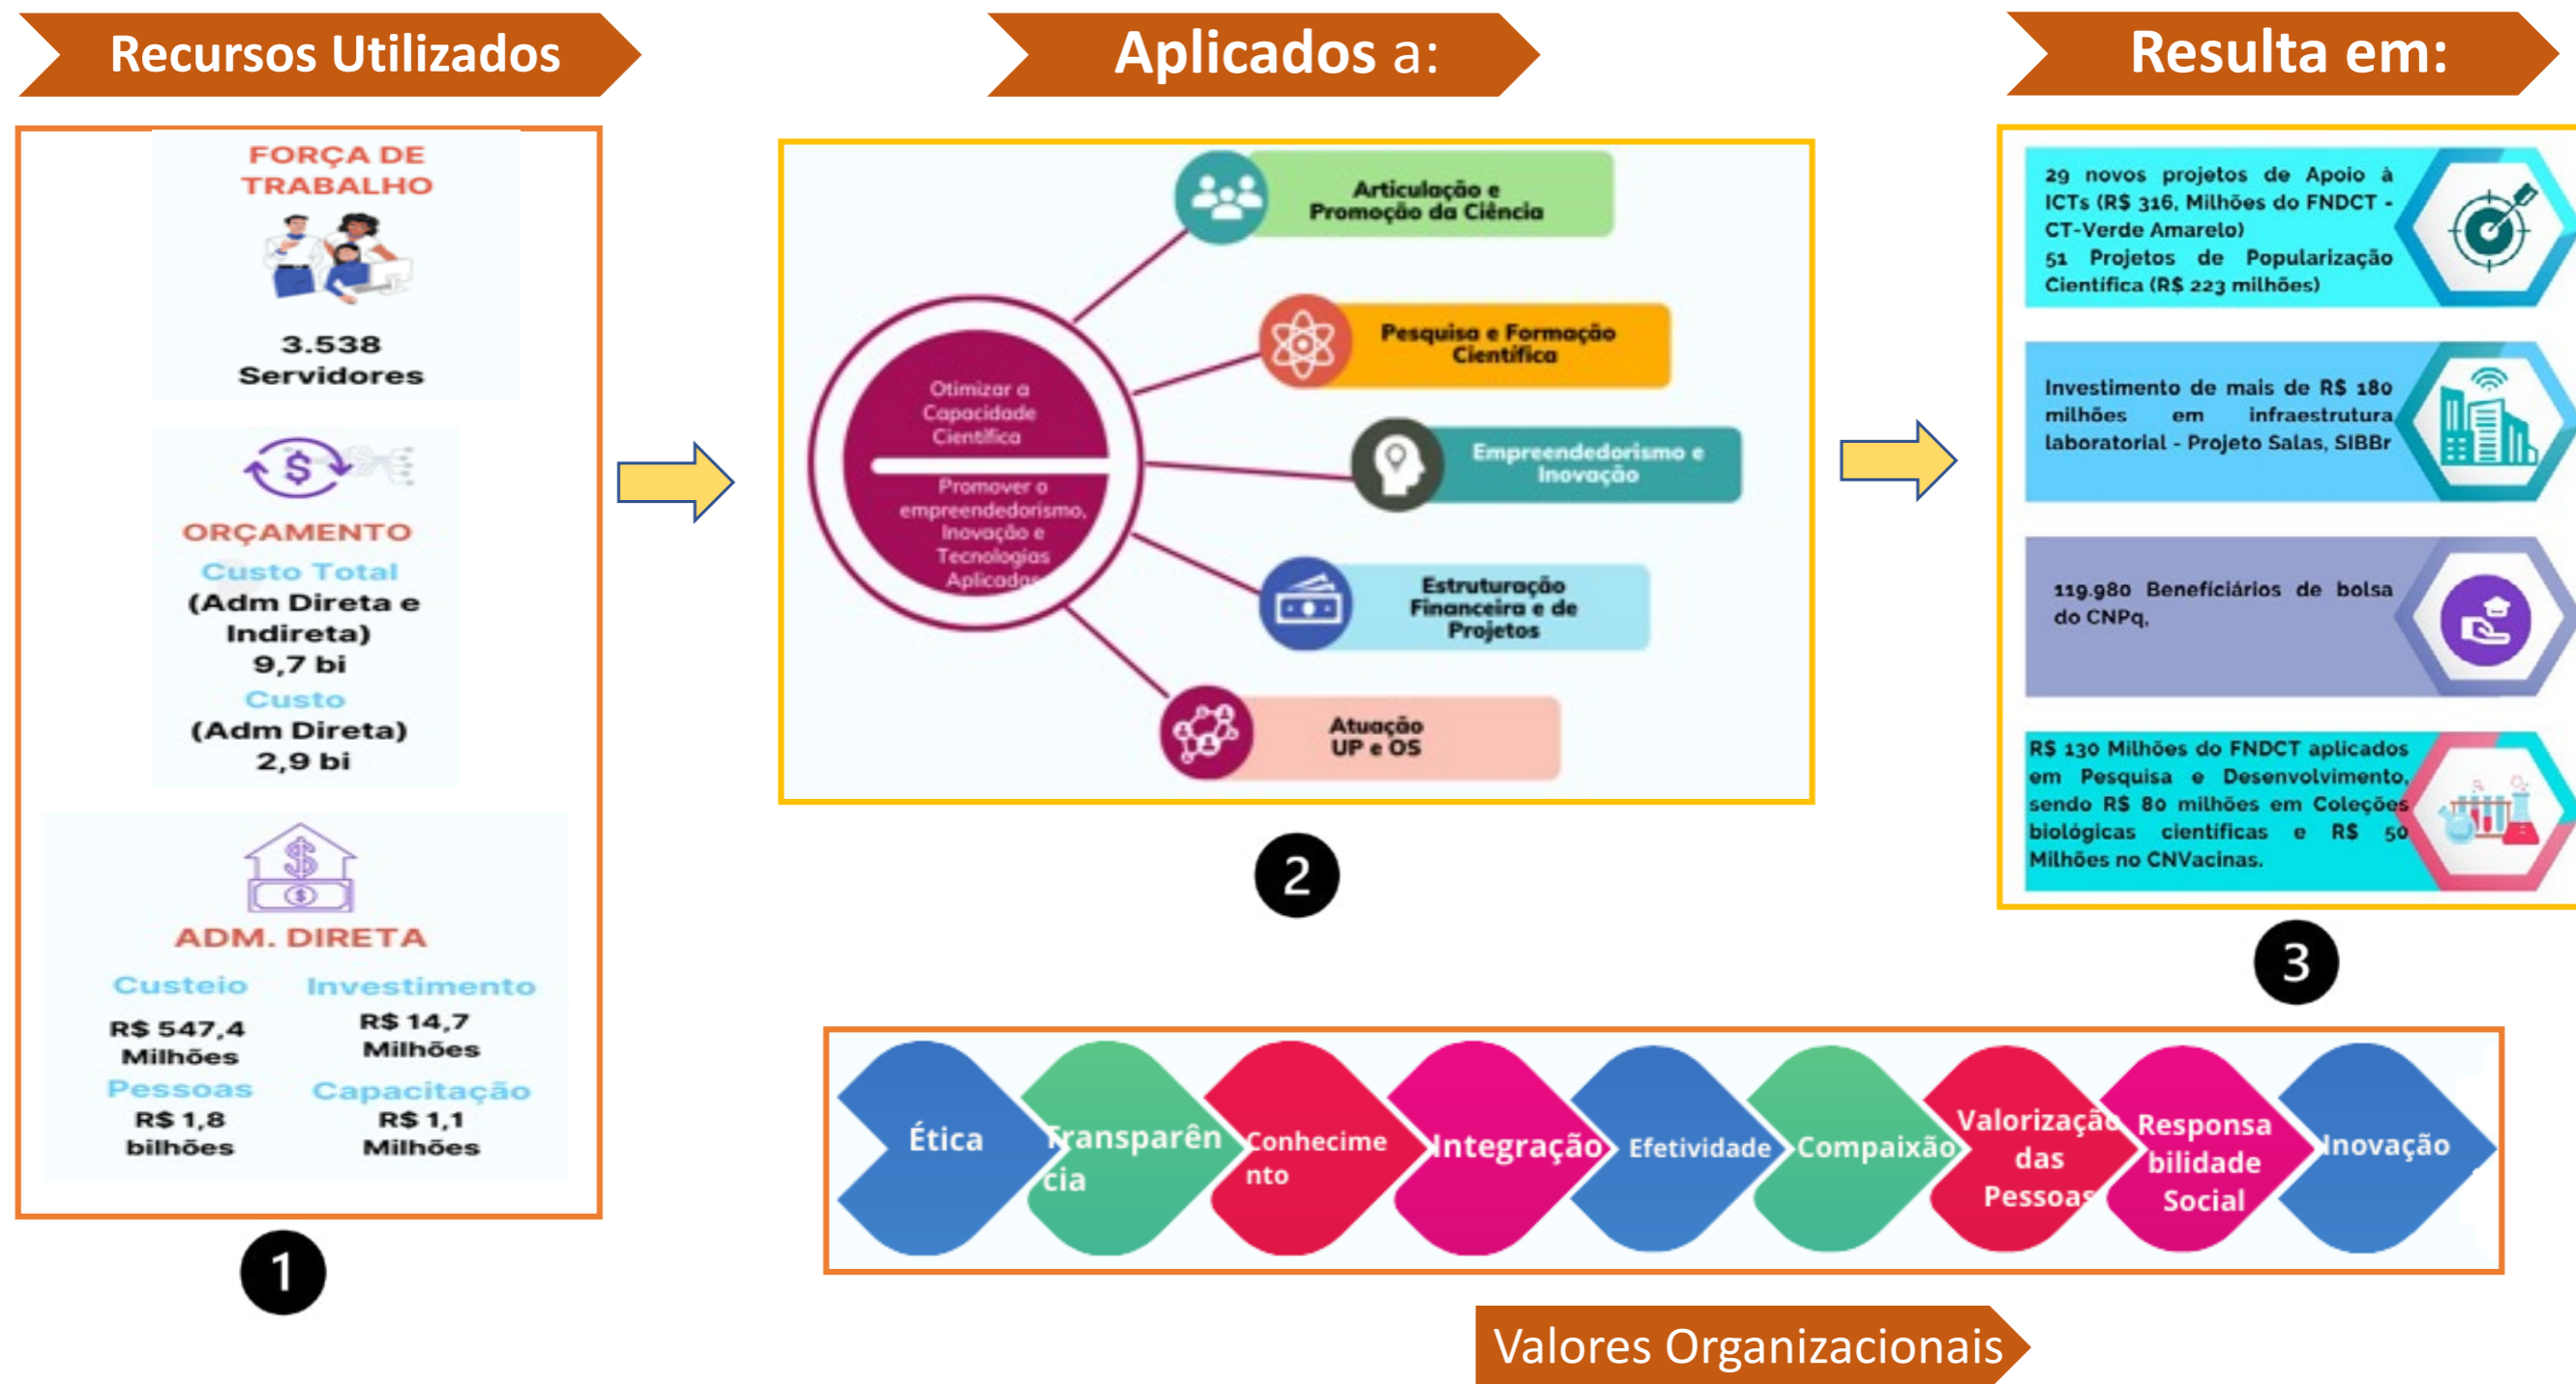 Recursos Utilizados
FORÇA DE
TRABALHO
3.538
Servidores
ORÇAMENTO
Custo Total
(Adm Direta e
Indireta)
9,7 bi
Custo
(Adm Direta)
2,9 bi
ADM. DIRETA
Custeio
R$ 547,4
Milhões
Investimento
R$ 14,7
Milhões
Pessoas
R$ 1,8
bilhões
Capacitação
R$ 1,1
Milhões
1
Aplicados a:
Otimizar a
Capacidade
Científica
Promover o
empreendedorismo,
Inovação e
Tecnologias
Aplicadas
Articulação e
Promoção da Ciência
Pesquisa e Formação
Científica
Empreendedorismo e
Inovação
Estruturação
Financeira e de
Projetos
Atuação
UP e OS
2
Resulta em:
29 novos projetos de Apoio à
ICTs (R$ 316, Milhões do FNDCT -
CT-Verde Amarelo)
51 Projetos de Popularização
Científica (R$ 223 milhões)
Investimento de mais de R$ 180
milhões em infraestrutura
laboratorial - Projeto Salas, SIBBr
119.980 Beneficiários de bolsa
do CNPq,
R$ 130 Milhões do FNDCT aplicados
em Pesquisa e Desenvolvimento,
sendo R$ 80 milhões em Coleções
biológicas científicas e R$ 50
Milhões no CNVacinas.
3
Ética
Transparên
cia
Conhecime
nto
Integração
Efetividade
Compaixão
Valorização
das
Pessoas
Responsa
bilidade
Social
Inovação
Valores Organizacionais